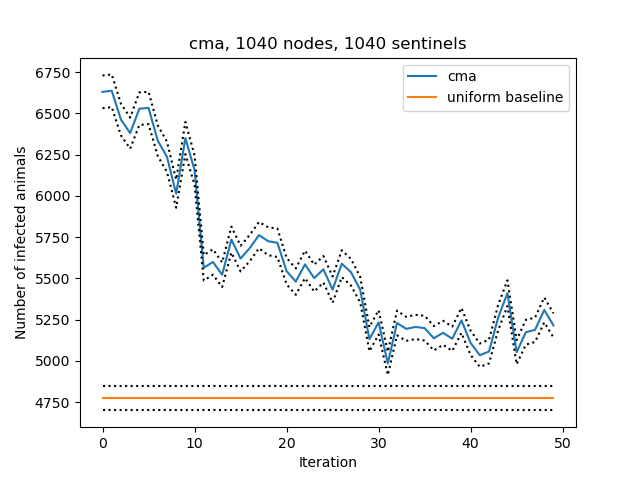 cma, 1040 nodes, 1040 sentinels
cma
uniform baseline
Number of infected animals
6750
6500
6250
6000
5750
5500
5250
5000
4750
0 10 20 30 40 50
Iteration